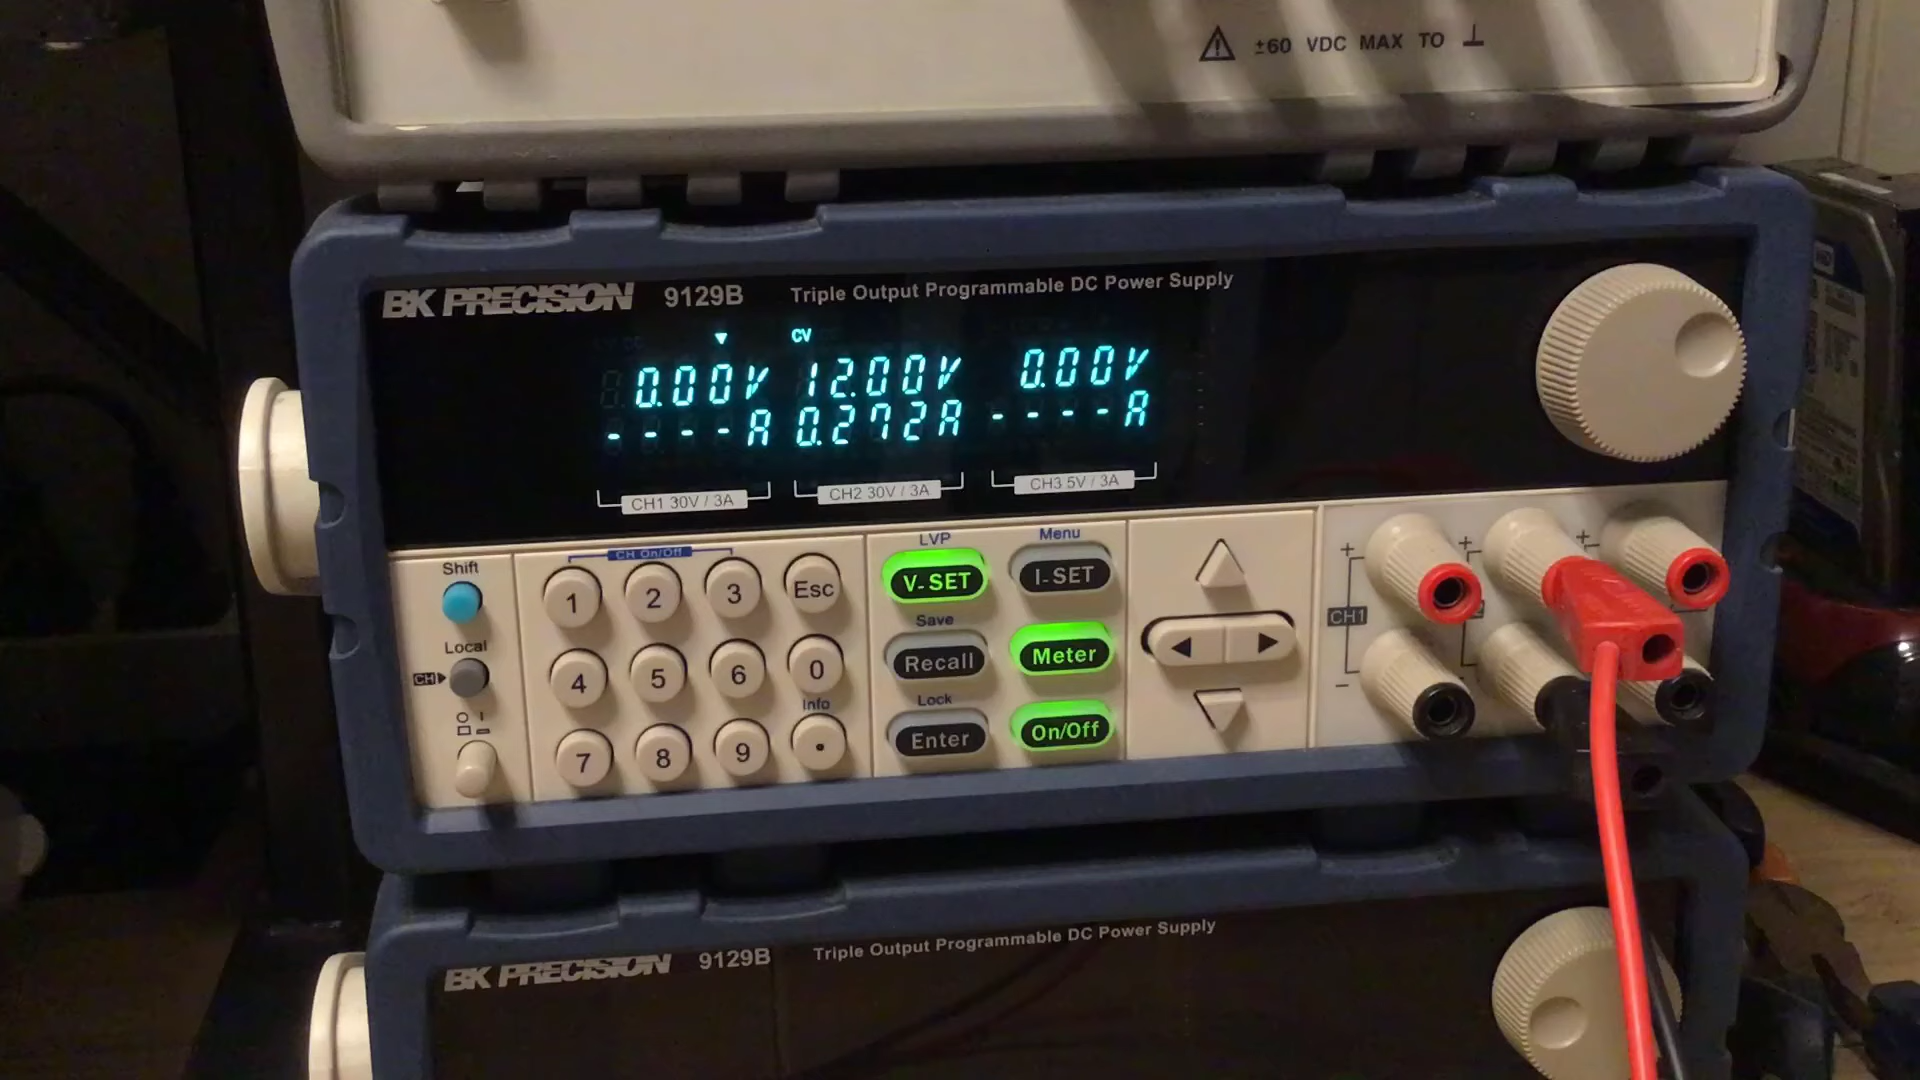 ±60 VDC MAX TO
BK PRECISION 9129B Triple Output Programmable DC Power Supply
CV
0.00V 12.00V 0.00V
----A 0.272A ----A
CH1 30V / 3A CH2 30V / 3A CH3 5V / 3A
Shift
Local
CH
CH On/Off
1 2 3 Esc
4 5 6 0
Info
7 8 9 .
LVP Menu
V-SET I-SET
Save
Recall Meter
Lock
Enter On/Off
+ + +
CH1
-
BK PRECISION 9129B Triple Output Programmable DC Power Supply